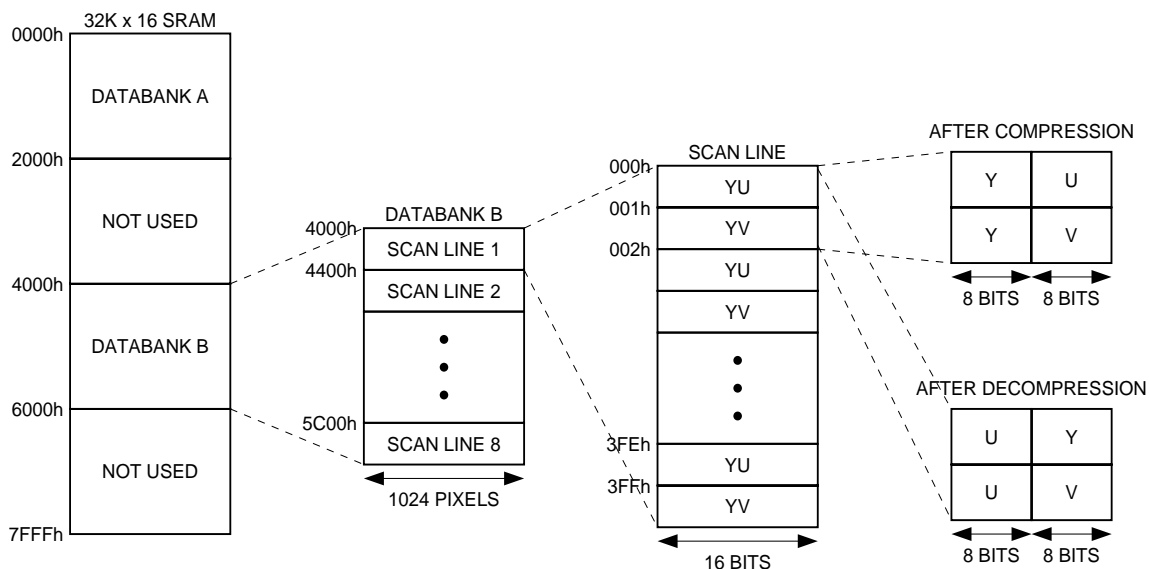 32K x 16 SRAM
0000h
DATABANK A
2000h
NOT USED
4000h
DATABANK B
6000h
NOT USED
7FFFh
DATABANK B
4000h
SCAN LINE 1
4400h
SCAN LINE 2
5C00h
SCAN LINE 8
1024 PIXELS
SCAN LINE
000h
YU
001h
YV
002h
YU
YV
3FEh
YU
3FFh
YV
16 BITS
AFTER COMPRESSION
Y U
Y V
8 BITS 8 BITS
AFTER DECOMPRESSION
U Y
U V
8 BITS 8 BITS